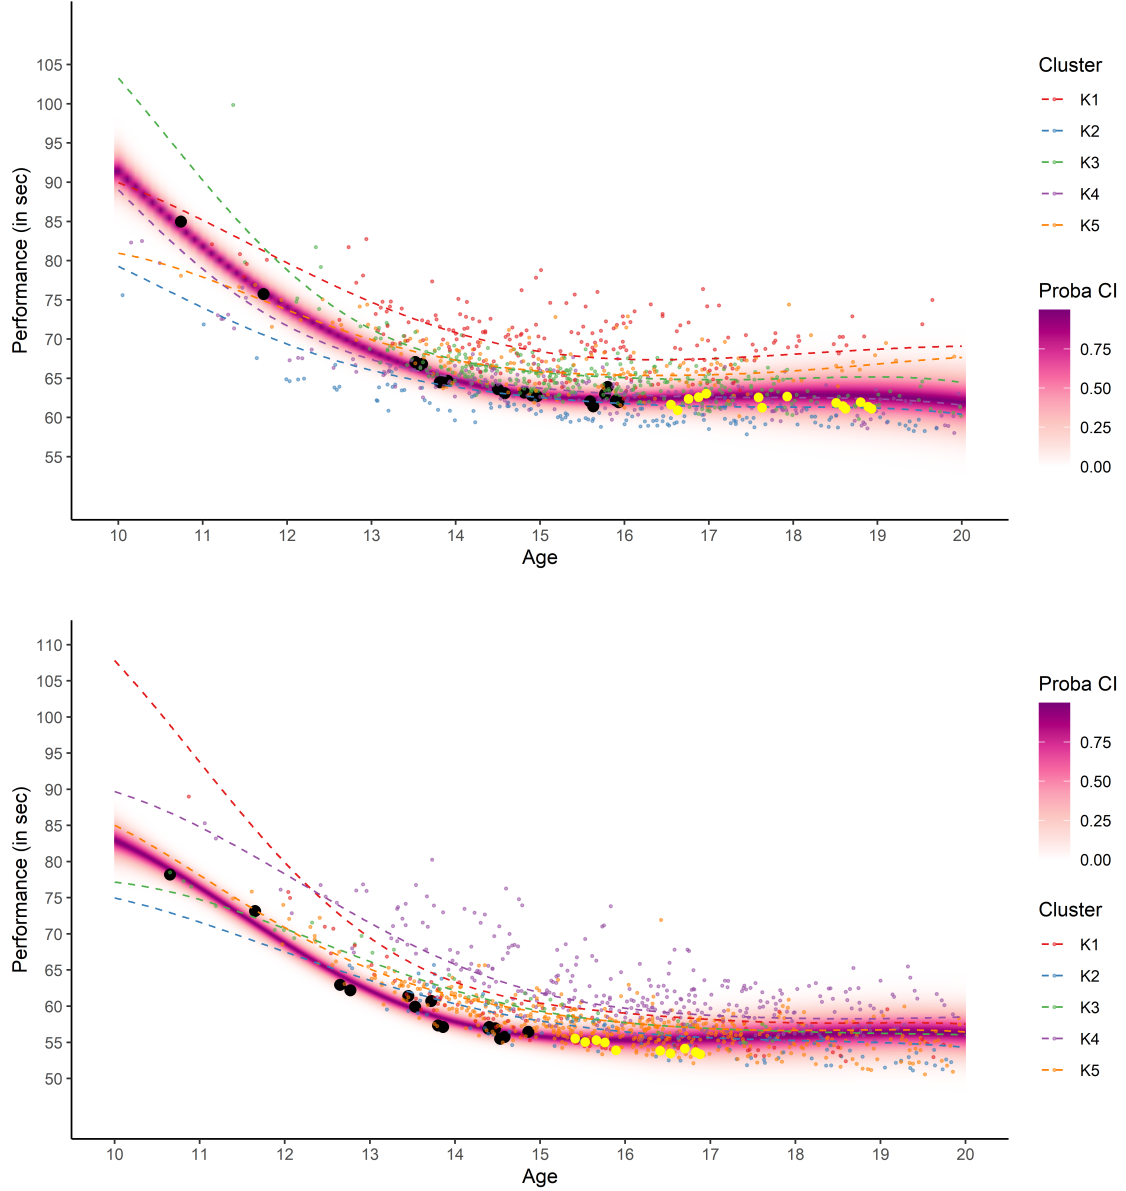 105
100
95
90
85
80
75
70
65
60
55
Performance (in sec)
10 11 12 13 14 15 16 17 18 19 20
Age
Cluster
K1
K2
K3
K4
K5
Proba CI
0.75
0.50
0.25
0.00
110
105
100
95
90
85
80
75
70
65
60
55
50
Performance (in sec)
10 11 12 13 14 15 16 17 18 19 20
Age
Proba CI
0.75
0.50
0.25
0.00
Cluster
K1
K2
K3
K4
K5